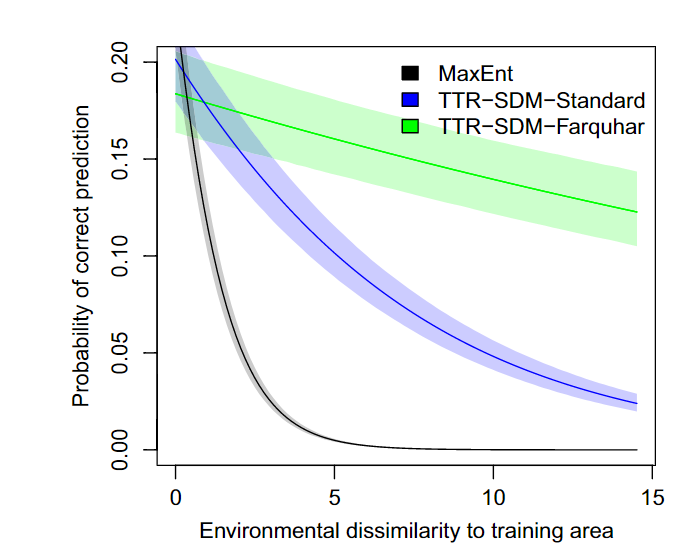 MaxEnt
TTR−SDM−Standard
TTR−SDM−Farquhar
Probability of correct prediction
0.20
0.15
0.10
0.05
0.00
0 5 10 15
Environmental dissimilarity to training area